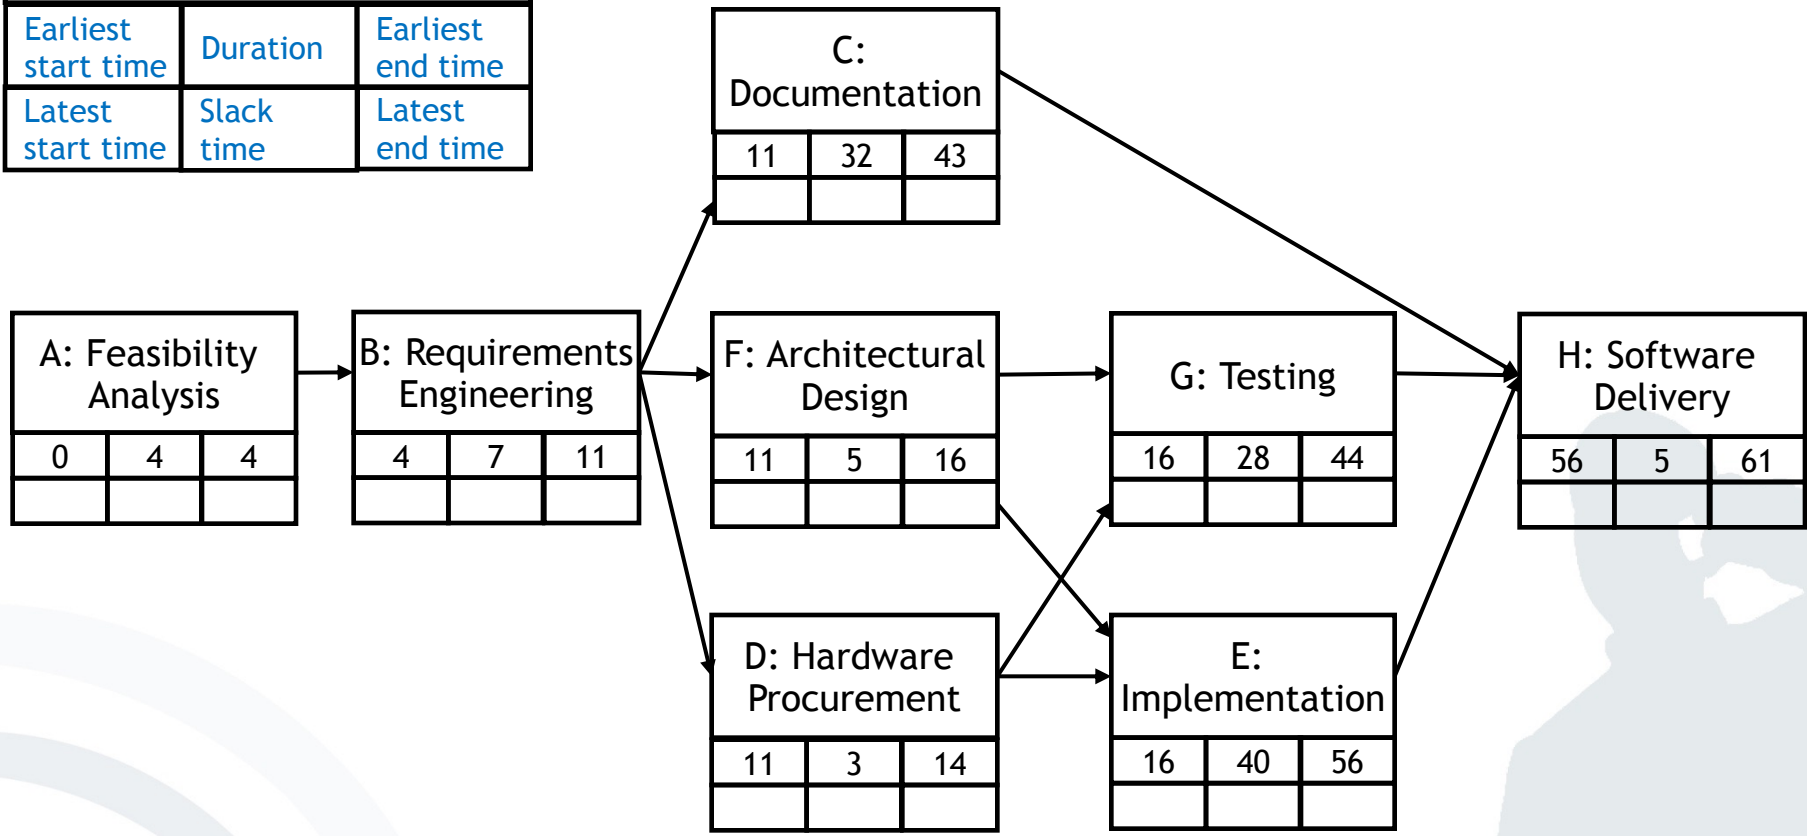 Earliest
start time
Duration
Earliest
end time
Latest
start time
Slack
time
Latest
end time
C:
Documentation
11 32 43
A: Feasibility
Analysis
0 4 4
B: Requirements
Engineering
4 7 11
F: Architectural
Design
11 5 16
G: Testing
16 28 44
H: Software
Delivery
56 5 61
D: Hardware
Procurement
11 3 14
E:
Implementation
16 40 56